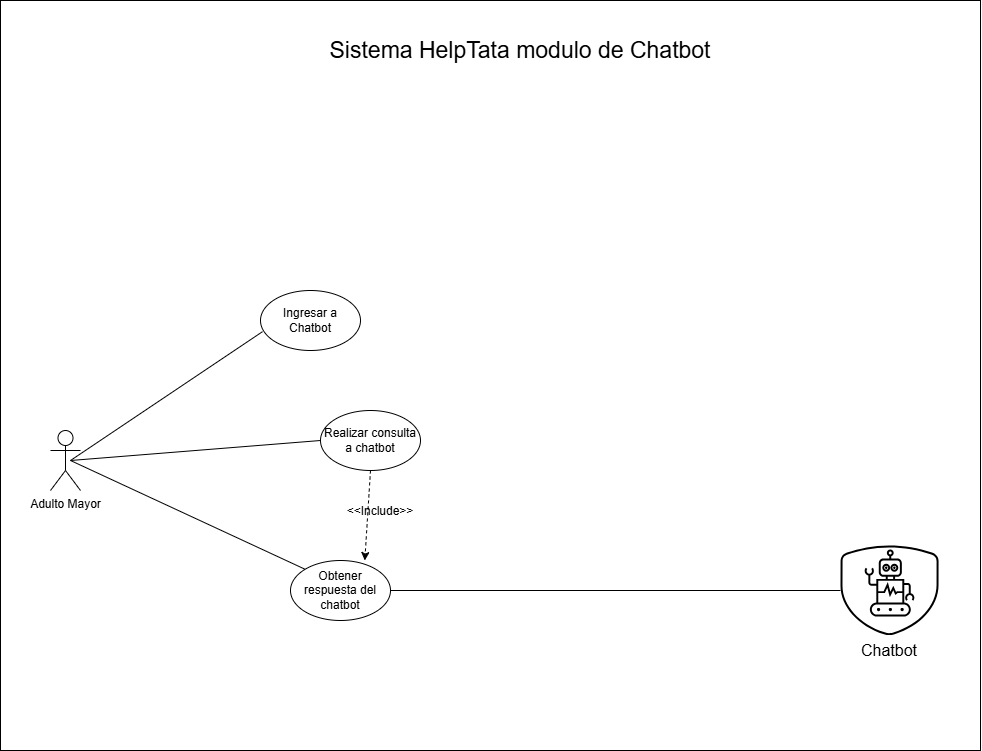 Sistema HelpTata modulo de Chatbot
Ingresar a
Chatbot
Realizar consulta
a chatbot
Adulto Mayor
<<Include>>
Obtener
respuesta del
chatbot
Chatbot